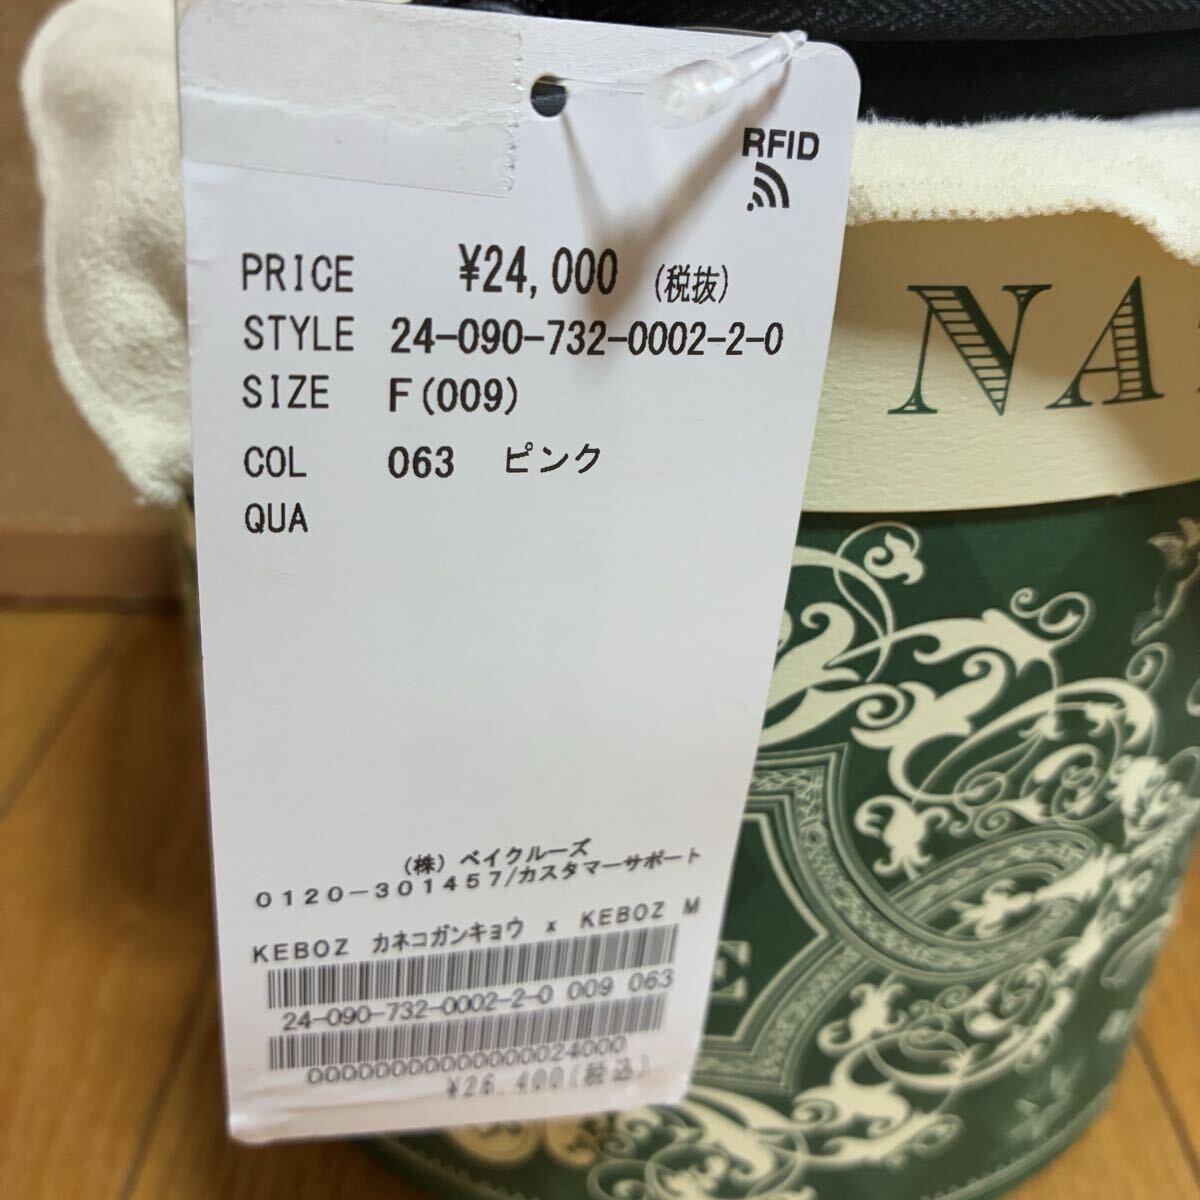 RFID
PRICE ¥24,000 (税抜)
STYLE 24-090-732-0002-2-0
SIZE F(009)
COL 063 ピンク
QUA
(株) ベイクルーズ
0120-301457/カスタマーサポート
KEBOZ カネコガンキョウ x KEBOZ M
24-090-732-0002-2-0 009 063
0000000000000024000
¥26,400(税込)
NA
E